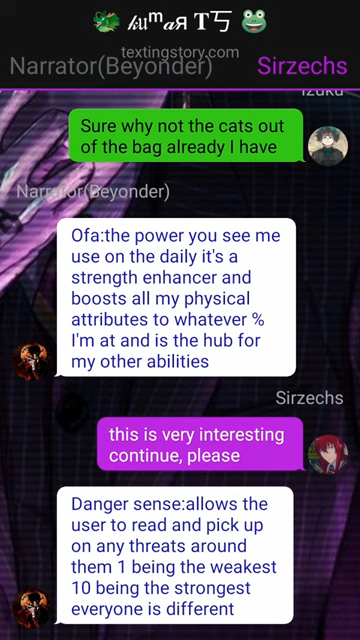 🐲 𝓀𝒾𝓁𝓁ᵐ𝒶Я 𝐓丂 🐸
textingstory.com
Narrator(Beyonder) Sirzechs
Izuku
Sure why not the cats out
of the bag already I have
Narrator(Beyonder)
Ofa:the power you see me
use on the daily it's a
strength enhancer and
boosts all my physical
attributes to whatever %
I'm at and is the hub for
my other abilities
Sirzechs
this is very interesting
continue, please
Danger sense:allows the
user to read and pick up
on any threats around
them 1 being the weakest
10 being the strongest
everyone is different